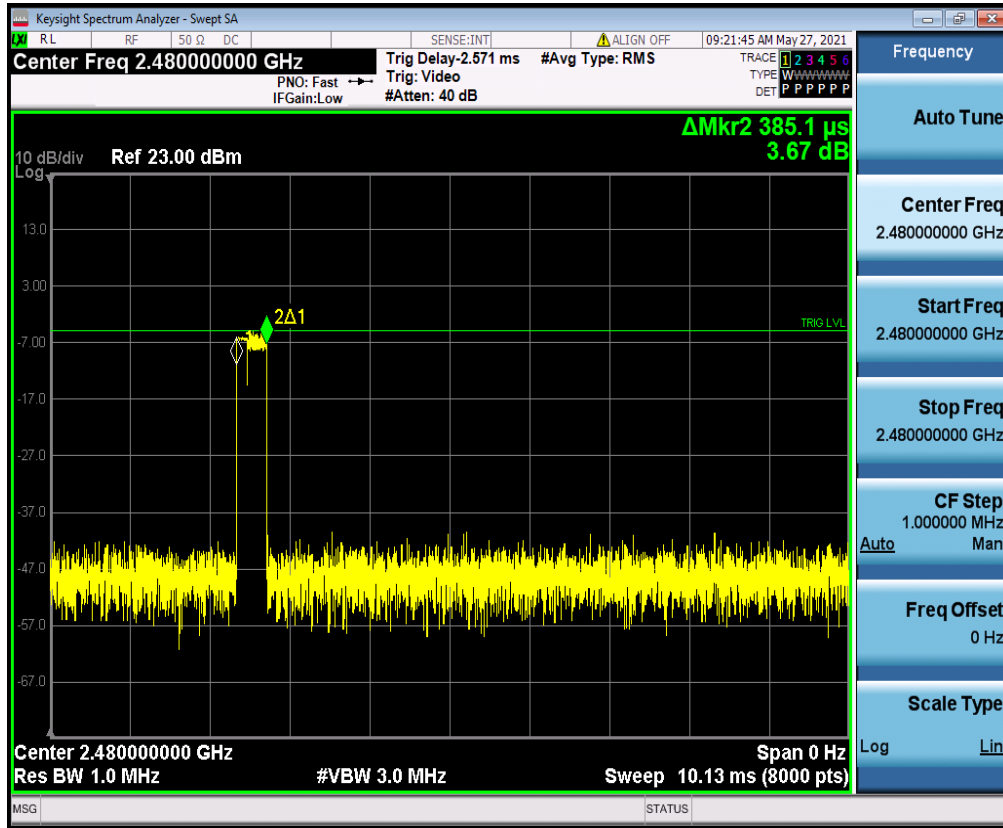 Keysight Spectrum Analyzer - Swept SA
LXI RL RF 50 Ω DC SENSE:INT ALIGN OFF 09:21:45 AM May 27, 2021
Center Freq 2.480000000 GHz
PNO: Fast
IFGain:Low
Trig Delay-2.571 ms
Trig: Video
#Atten: 40 dB
#Avg Type: RMS
TRACE 1 2 3 4 5 6
TYPE WWWWWW
DET P P P P P P
ΔMkr2 385.1 µs
3.67 dB
10 dB/div Ref 23.00 dBm
Log
13.0
3.00
-7.00
-17.0
-27.0
-37.0
-47.0
-57.0
-67.0
2Δ1
TRIG LVL
Center 2.480000000 GHz Span 0 Hz
Res BW 1.0 MHz #VBW 3.0 MHz Sweep 10.13 ms (8000 pts)
MSG STATUS
Frequency
Auto Tune
Center Freq
2.480000000 GHz
Start Freq
2.480000000 GHz
Stop Freq
2.480000000 GHz
CF Step
1.000000 MHz
Auto Man
Freq Offset
0 Hz
Scale Type
Log Lin